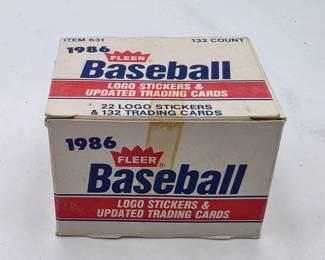 ITEM 631 132 COUNT
1986
FLEER
Baseball
LOGO STICKERS &
UPDATED TRADING CARDS
22 LOGO STICKERS
& 132 TRADING CARDS
1986
FLEER
Baseball
LOGO STICKERS &
UPDATED TRADING CARDS